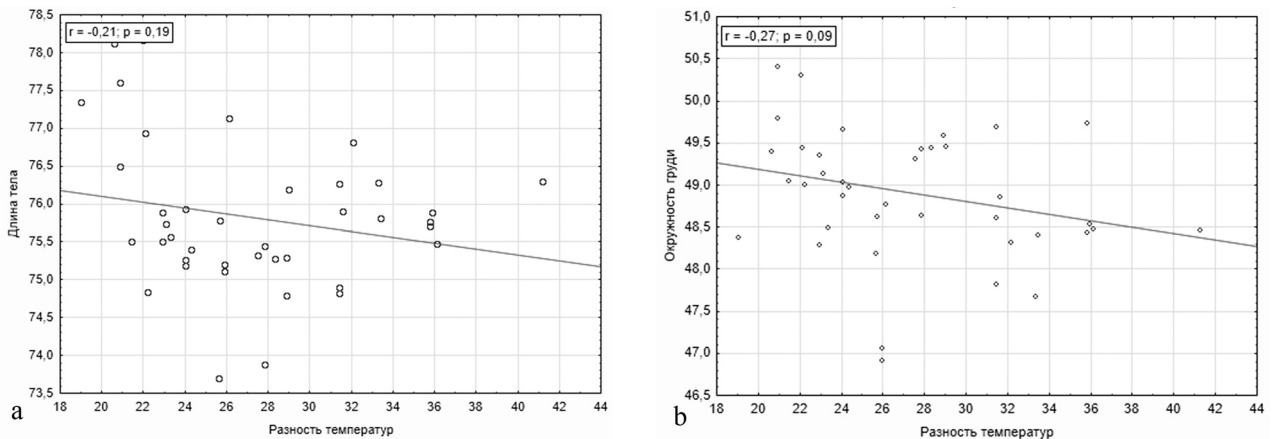 r = -0,21; p = 0,19
78,5
78,0
77,5
77,0
76,5
76,0
75,5
75,0
74,5
74,0
73,5
Длина тела
18 20 22 24 26 28 30 32 34 36 38 40 42 44
Разность температур
a
r = -0,27; p = 0,09
51,0
50,5
50,0
49,5
49,0
48,5
48,0
47,5
47,0
46,5
Окружность груди
18 20 22 24 26 28 30 32 34 36 38 40 42 44
Разность температур
b